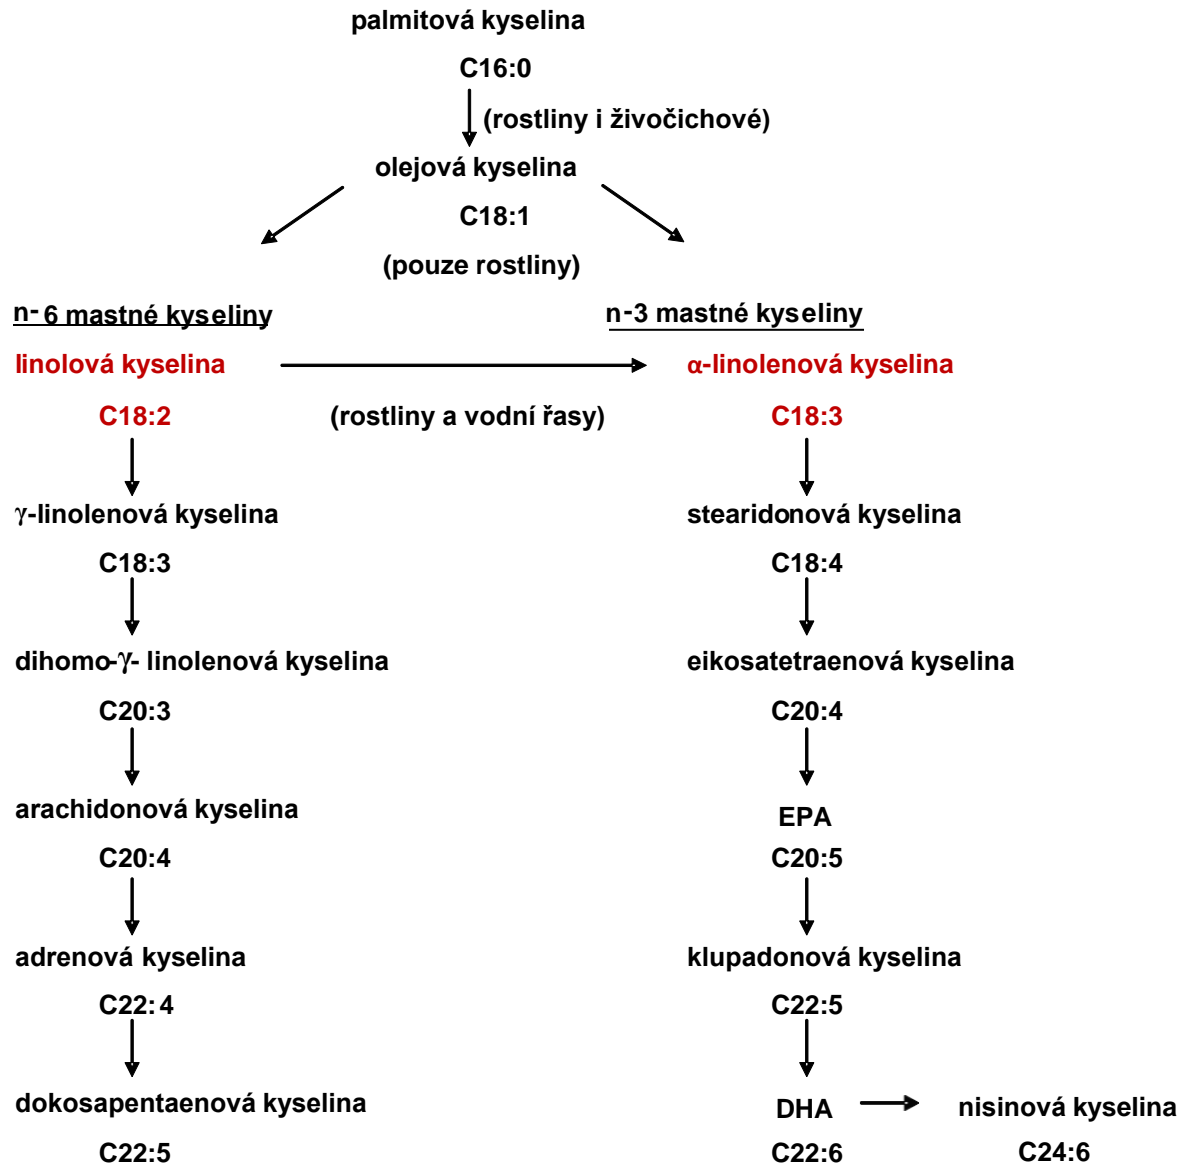 palmitová kyselina
C16:0
(rostliny i živočichové)
olejová kyselina
C18:1
(pouze rostliny)
n-6 mastné kyseliny
n-3 mastné kyseliny
linolová kyselina
α-linolenová kyselina
C18:2
(rostliny a vodní řasy)
C18:3
γ-linolenová kyselina
stearidonová kyselina
C18:3
C18:4
dihomo-γ- linolenová kyselina
eikosatetraenová kyselina
C20:3
C20:4
arachidonová kyselina
EPA
C20:4
C20:5
adrenová kyselina
klupadonová kyselina
C22:4
C22:5
dokosapentaenová kyselina
DHA
nisinová kyselina
C22:5
C22:6
C24:6